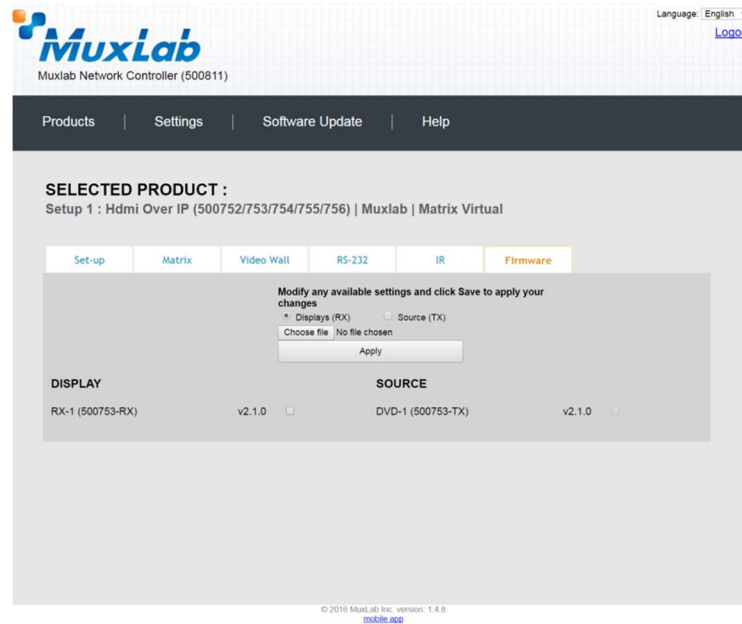 Language: English
Logo
MuxLab
Muxlab Network Controller (500811)
Products | Settings | Software Update | Help
SELECTED PRODUCT :
Setup 1 : Hdmi Over IP (500752/753/754/755/756) | Muxlab | Matrix Virtual
Set-up Matrix Video Wall RS-232 IR Firmware
Modify any available settings and click Save to apply your
changes
Displays (RX) Source (TX)
Choose file No file chosen
Apply
DISPLAY SOURCE
RX-1 (500753-RX) v2.1.0 DVD-1 (500753-TX) v2.1.0
© 2016 MuxLab Inc. version: 1.4.8
mobile app